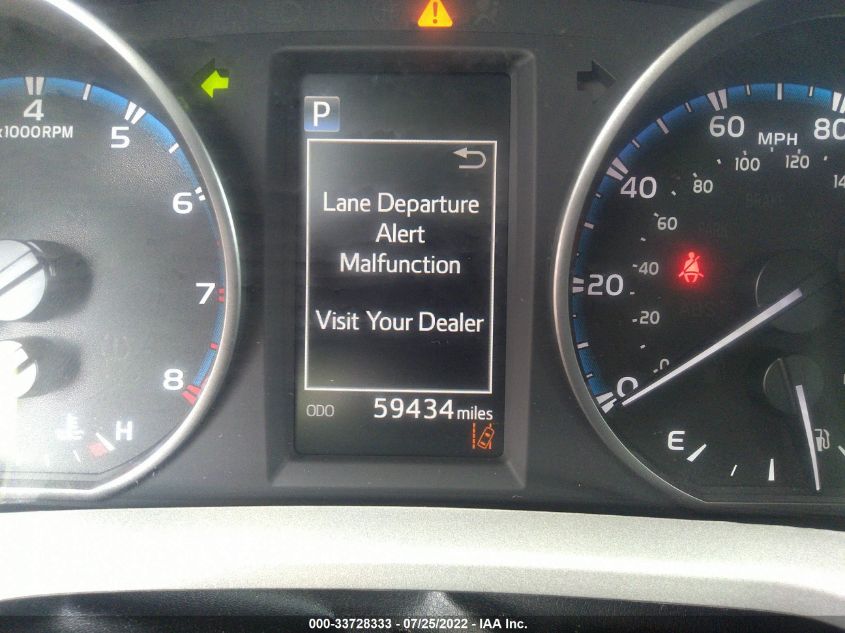 P
4
x1000RPM
5
6
7
8
H
Lane Departure
Alert
Malfunction
Visit Your Dealer
ODO 59434 miles
60
MPH
80
100
120
40
80
60
20
40
20
0
0
E
000-33728333 - 07/25/2022 - IAA Inc.